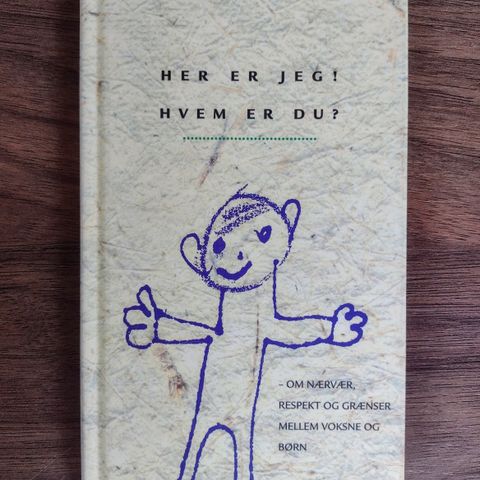 HER ER JEG!
HVEM ER DU?
– OM NÆRVÆR,
RESPEKT OG GRÆNSER
MELLEM VOKSNE OG
BØRN